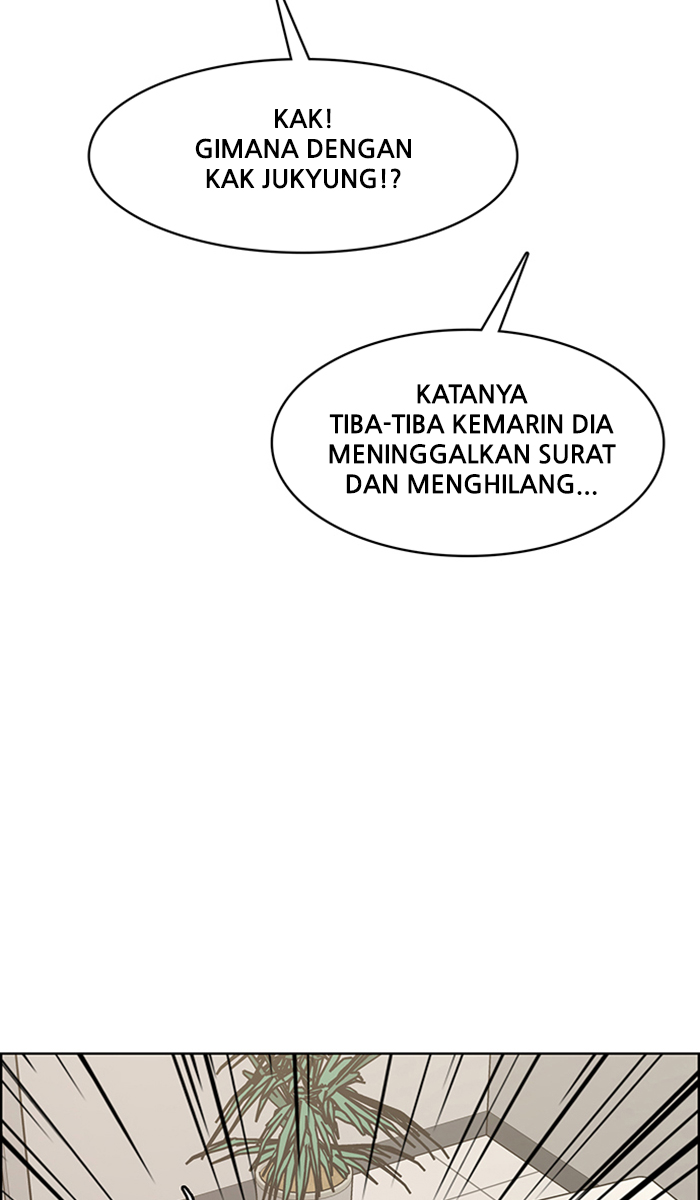 KAK!
GIMANA DENGAN
KAK JUKYUNG!?
KATANYA
TIBA-TIBA KEMARIN DIA
MENINGGALKAN SURAT
DAN MENGHILANG...